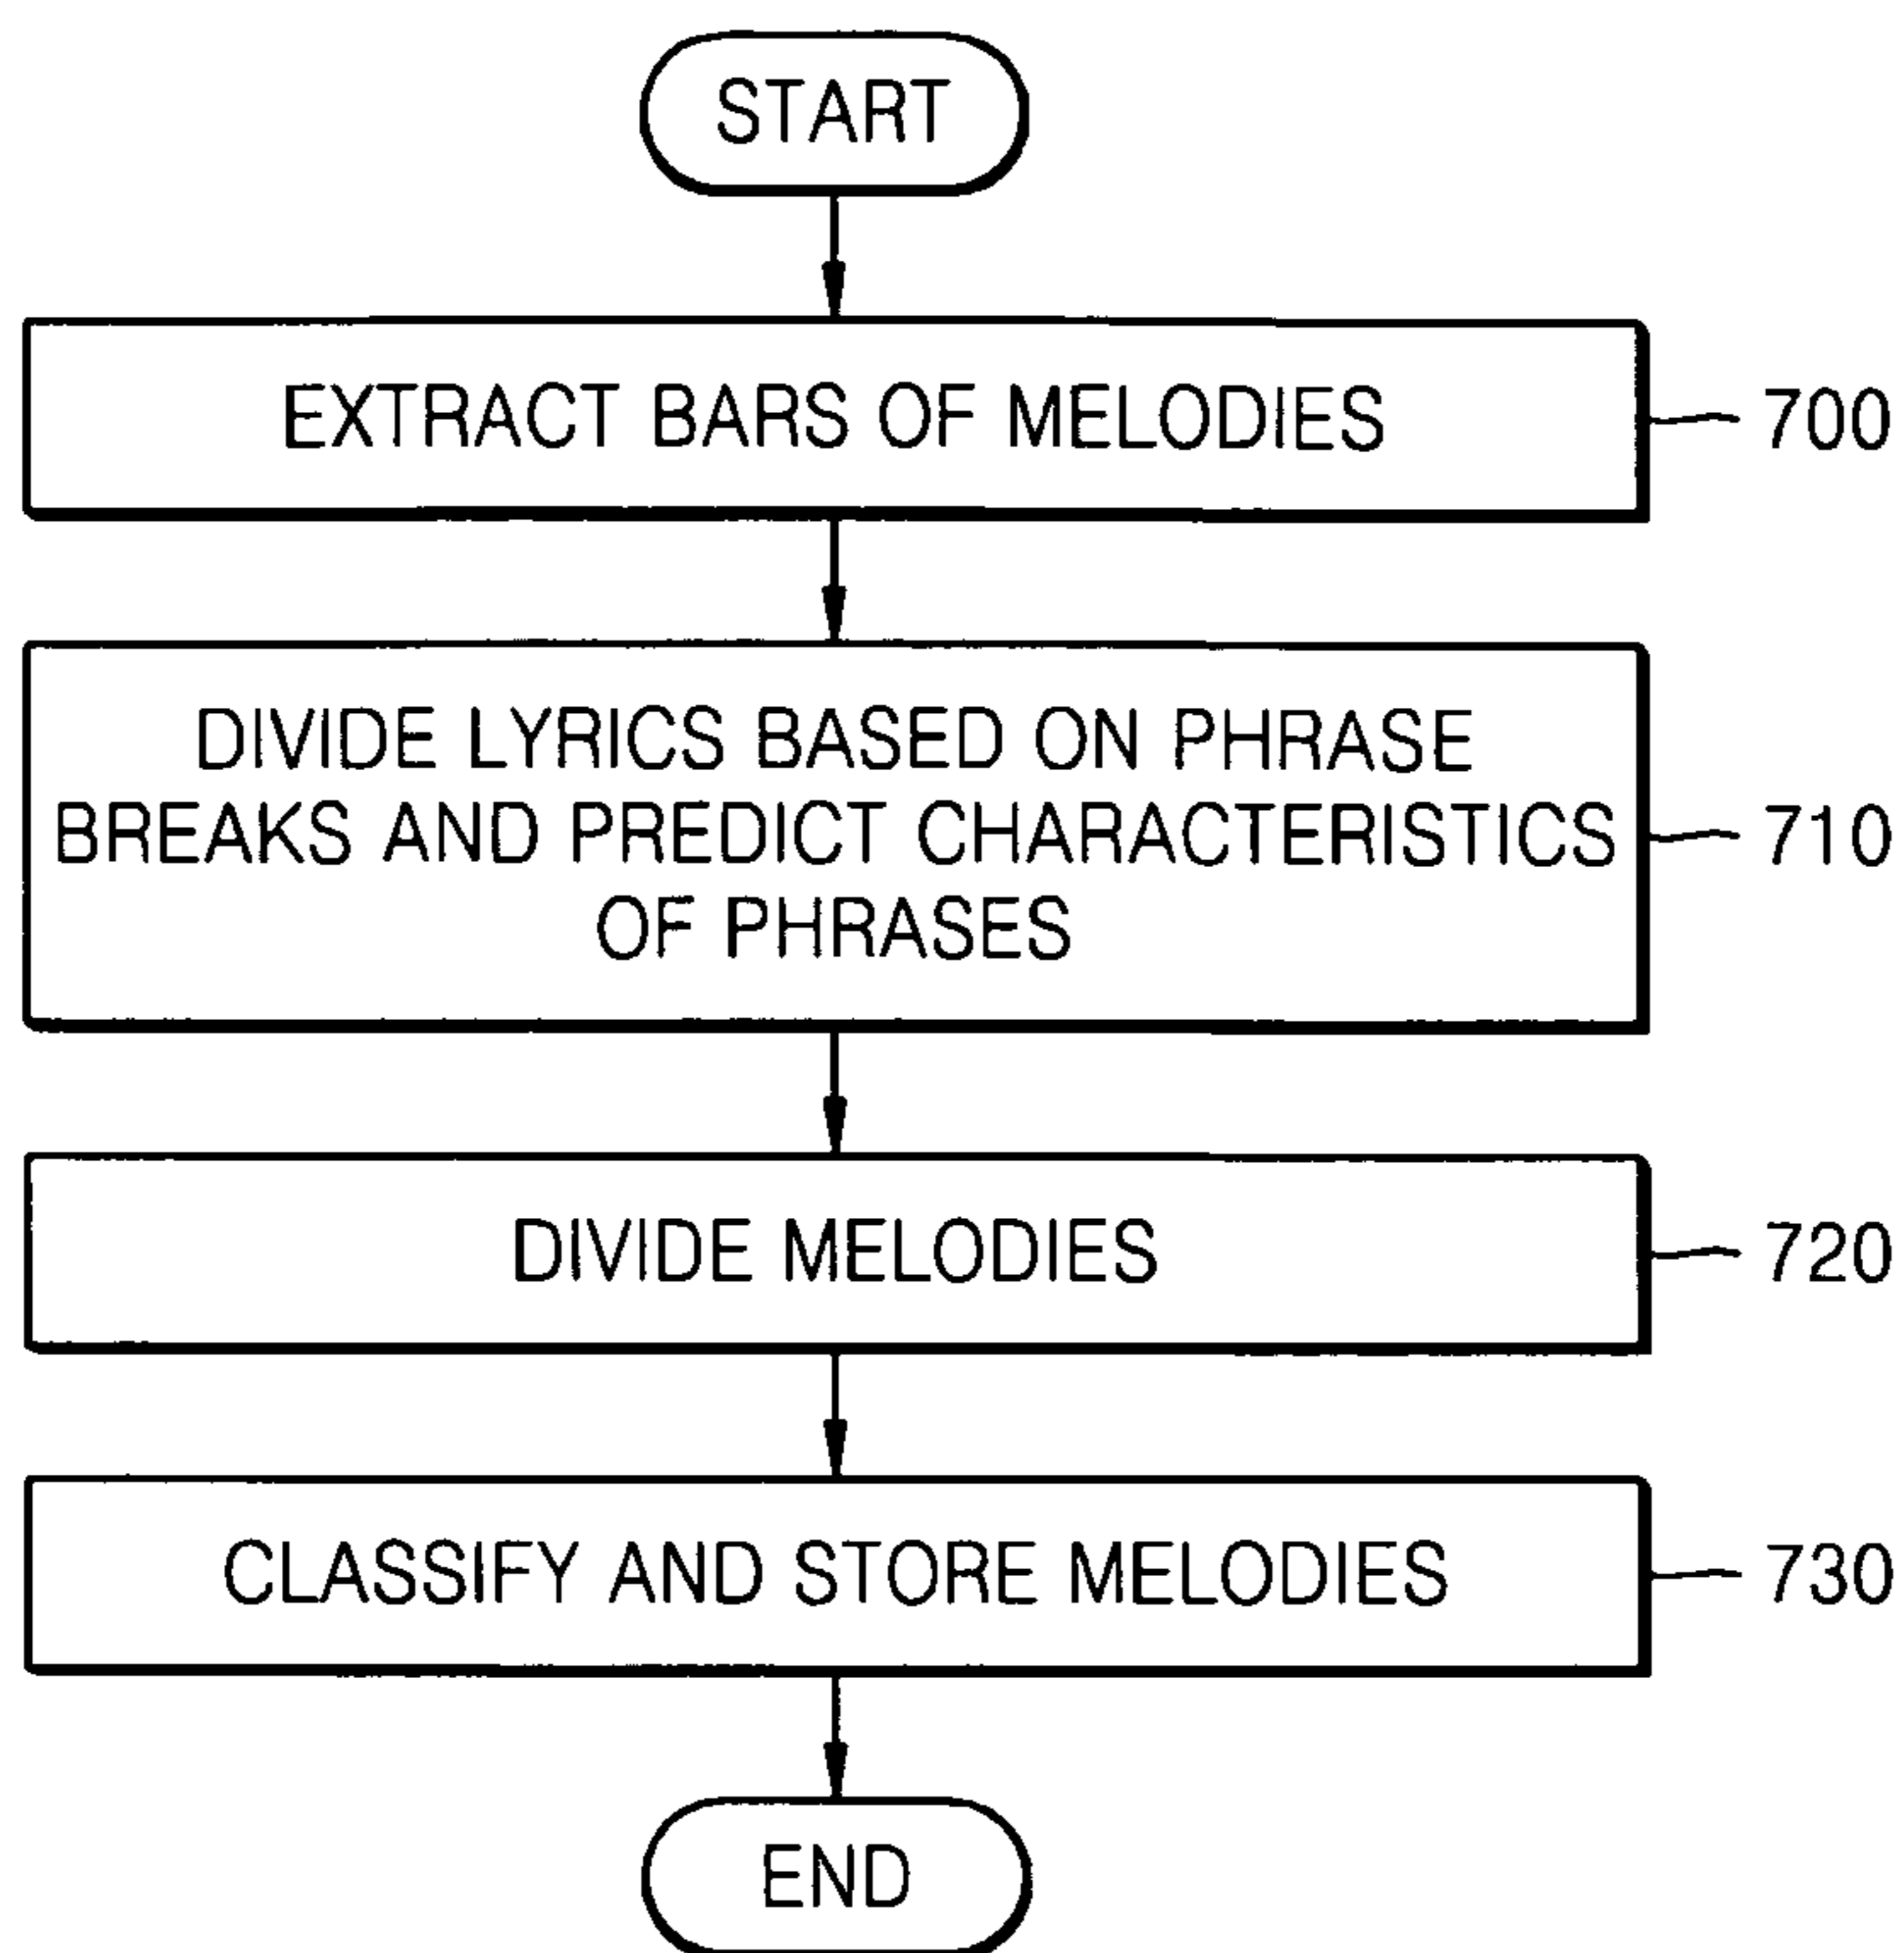 START
EXTRACT BARS OF MELODIES
700
DIVIDE LYRICS BASED ON PHRASE
BREAKS AND PREDICT CHARACTERISTICS
OF PHRASES
710
DIVIDE MELODIES
720
CLASSIFY AND STORE MELODIES
730
END